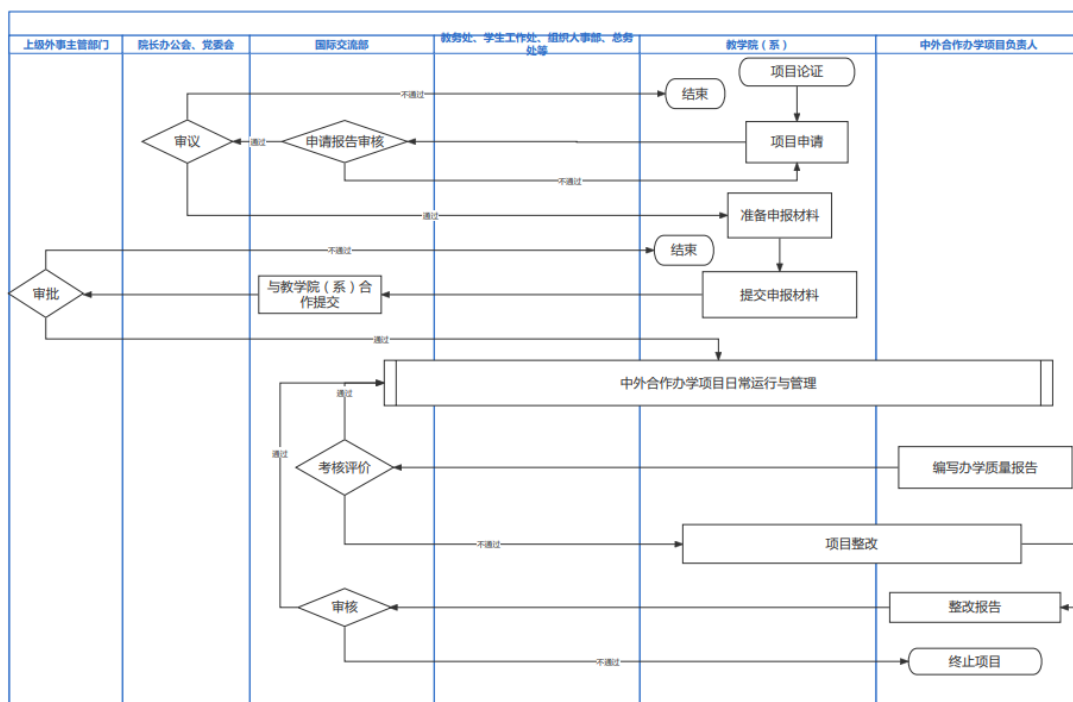 上级外事主管部门
院长办公会、党委会
国际交流部
教务处、学生工作处、组织人事部、总务
处等
教学院（系）
中外合作办学项目负责人
项目论证
不通过
结束
审议
通过
申请报告审核
项目申请
不通过
通过
准备申报材料
不通过
结束
审批
与教学院（系）合
作提交
提交申报材料
通过
中外合作办学项目日常运行与管理
通过
通过
考核评价
编写办学质量报告
不通过
项目整改
审核
整改报告
不通过
终止项目